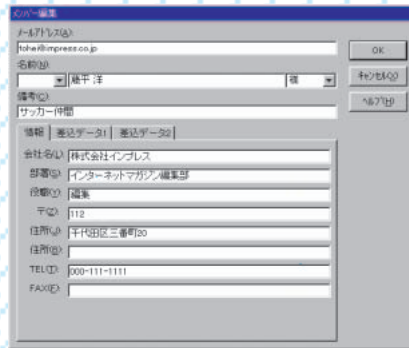 メンバー編集
メールアドレス(A):
tohei@impress.co.jp
OK
名前(N):
藤平 洋 様
キャンセル(X)
備考(C):
ヘルプ(H)
サッカー仲間
情報 差込データ1 差込データ2
会社名(L): 株式会社インプレス
部署(S): インターネットマガジン編集部
役職(Y): 編集
〒(Z): 112
住所(J): 千代田区三番町20
住所(B):
TEL(T): 000-111-1111
FAX(F):